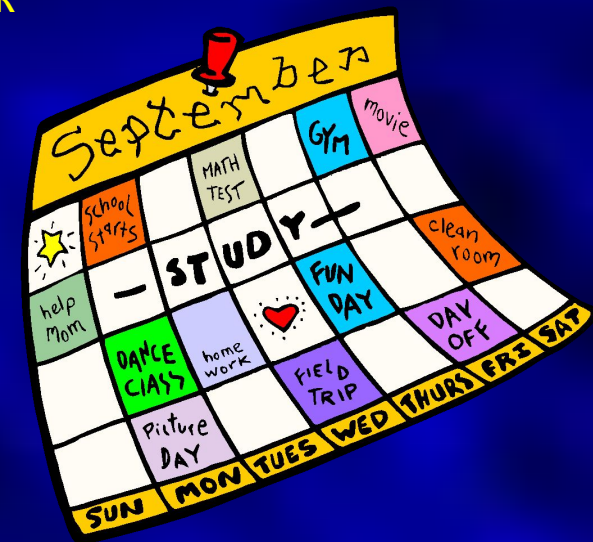 September
school
starts
MATH
TEST
GYM
movie
help
Mom
- STUDY -
clean
room
DANCE
CLASS
home
work
FUN
DAY
DAY
OFF
Picture
DAY
FIELD
TRIP
SUN MON TUES WED THURS FRI SAT